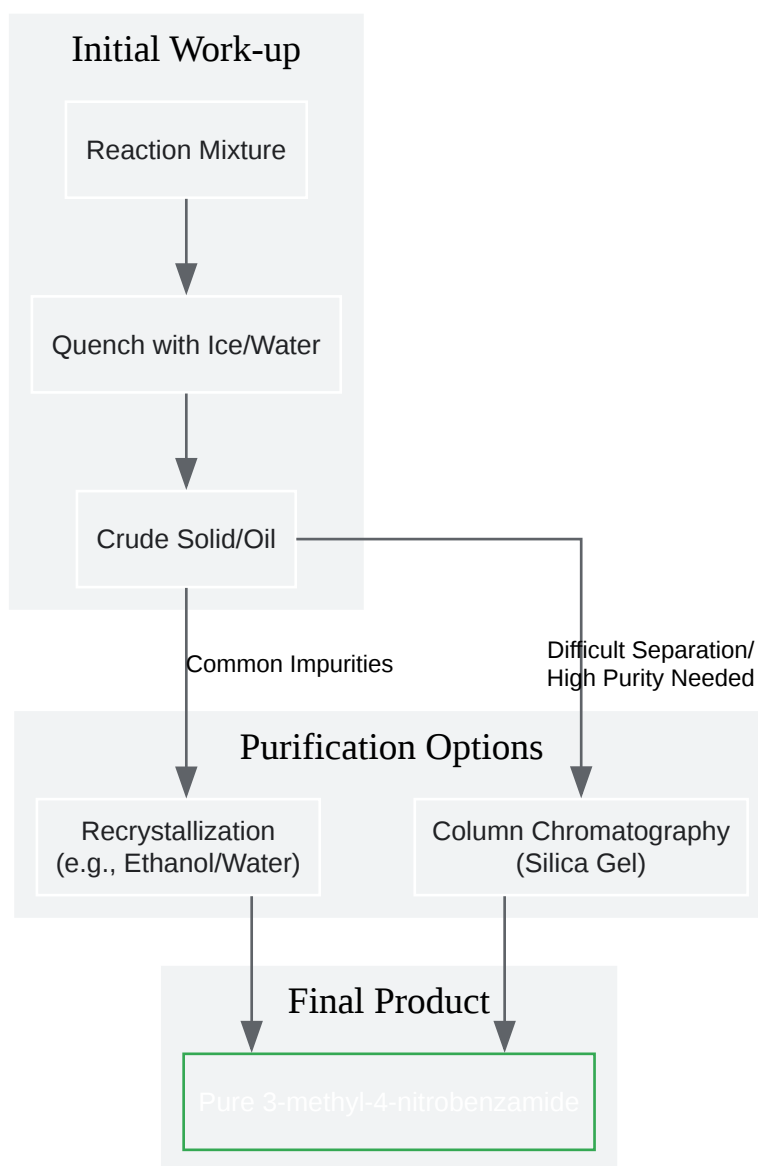 Initial Work-up
Reaction Mixture
Quench with Ice/Water
Crude Solid/Oil
Common Impurities
Difficult Separation/
High Purity Needed
Purification Options
Recrystallization
(e.g., Ethanol/Water)
Column Chromatography
(Silica Gel)
Final Product
Pure 3-methyl-4-nitrobenzamide